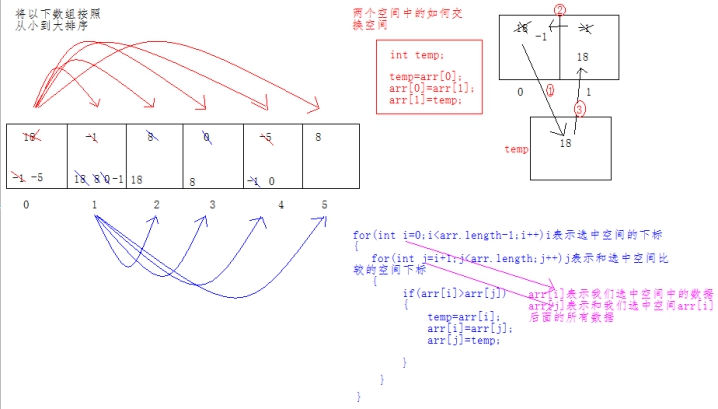 将以下数组按照
从小到大排序
18 -1 8 0 -5 8
-1 -5 18 8 0 -1 18 8 -1 0
0 1 2 3 4 5
两个空间中的如何交
换空间
int temp;
temp=arr[0];
arr[0]=arr[1];
arr[1]=temp;
②
18 -1 -1
18
0 ① 1
③
temp 18
for(int i=0;i<arr.length-1;i++)i表示选中空间的下标
{
for(int j=i+1;j<arr.length;j++)j表示和选中空间比
较的空间下标
{
if(arr[i]>arr[j]) arr[i]表示我们选中空间中的数据
{ arr[j]表示和我们选中空间arr[i]
temp=arr[i]; 后面的所有数据
arr[i]=arr[j];
arr[j]=temp;
}
}
}